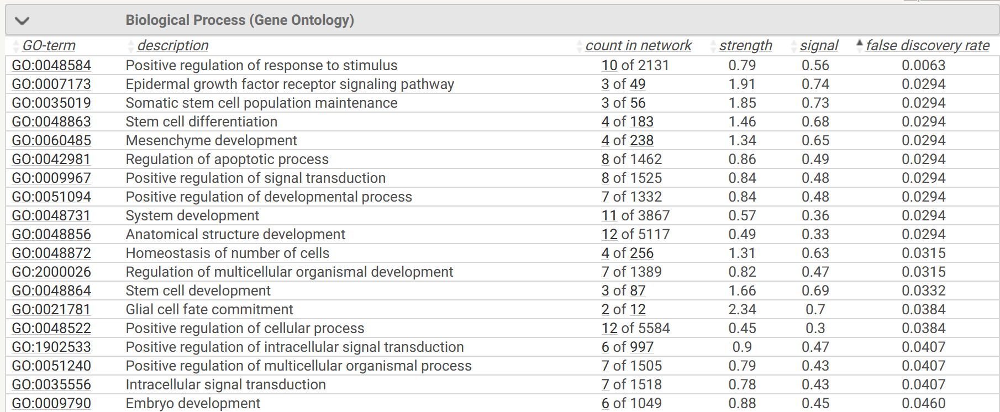 Biological Process (Gene Ontology)
GO-term description count in network strength signal false discovery rate
GO:0048584 Positive regulation of response to stimulus 10 of 2131 0.79 0.56 0.0063
GO:0007173 Epidermal growth factor receptor signaling pathway 3 of 49 1.91 0.74 0.0294
GO:0035019 Somatic stem cell population maintenance 3 of 56 1.85 0.73 0.0294
GO:0048863 Stem cell differentiation 4 of 183 1.46 0.68 0.0294
GO:0060485 Mesenchyme development 4 of 238 1.34 0.65 0.0294
GO:0042981 Regulation of apoptotic process 8 of 1462 0.86 0.49 0.0294
GO:0009967 Positive regulation of signal transduction 8 of 1525 0.84 0.48 0.0294
GO:0051094 Positive regulation of developmental process 7 of 1332 0.84 0.48 0.0294
GO:0048731 System development 11 of 3867 0.57 0.36 0.0294
GO:0048856 Anatomical structure development 12 of 5117 0.49 0.33 0.0294
GO:0048872 Homeostasis of number of cells 4 of 256 1.31 0.63 0.0315
GO:2000026 Regulation of multicellular organismal development 7 of 1389 0.82 0.47 0.0315
GO:0048864 Stem cell development 3 of 87 1.66 0.69 0.0332
GO:0021781 Glial cell fate commitment 2 of 12 2.34 0.7 0.0384
GO:0048522 Positive regulation of cellular process 12 of 5584 0.45 0.3 0.0384
GO:1902533 Positive regulation of intracellular signal transduction 6 of 997 0.9 0.47 0.0407
GO:0051240 Positive regulation of multicellular organismal process 7 of 1505 0.79 0.43 0.0407
GO:0035556 Intracellular signal transduction 7 of 1518 0.78 0.43 0.0407
GO:0009790 Embryo development 6 of 1049 0.88 0.45 0.0460